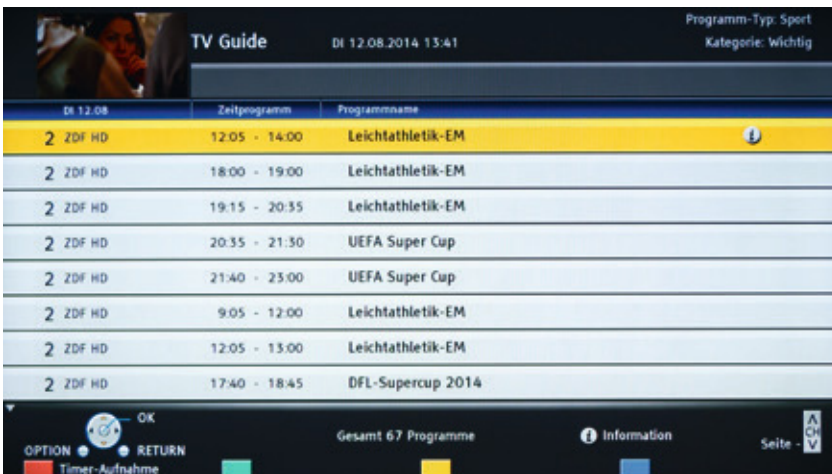 Programm-Typ: Sport
TV Guide DI 12.08.2014 13:41 Kategorie: Wichtig
DI 12.08 Zeitprogramm Programmname
2 ZDF HD 12:05 - 14:00 Leichtathletik-EM i
2 ZDF HD 18:00 - 19:00 Leichtathletik-EM
2 ZDF HD 19:15 - 20:35 Leichtathletik-EM
2 ZDF HD 20:35 - 21:30 UEFA Super Cup
2 ZDF HD 21:40 - 23:00 UEFA Super Cup
2 ZDF HD 9:05 - 12:00 Leichtathletik-EM
2 ZDF HD 12:05 - 13:00 Leichtathletik-EM
2 ZDF HD 17:40 - 18:45 DFL-Supercup 2014
OK
Gesamt 67 Programme i Information
CH
OPTION RETURN Seite -
Timer-Aufnahme